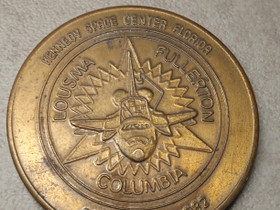 KENNEDY SPACE CENTER FLORIDA
LOUSMA
FULLERTON
COLUMBIA